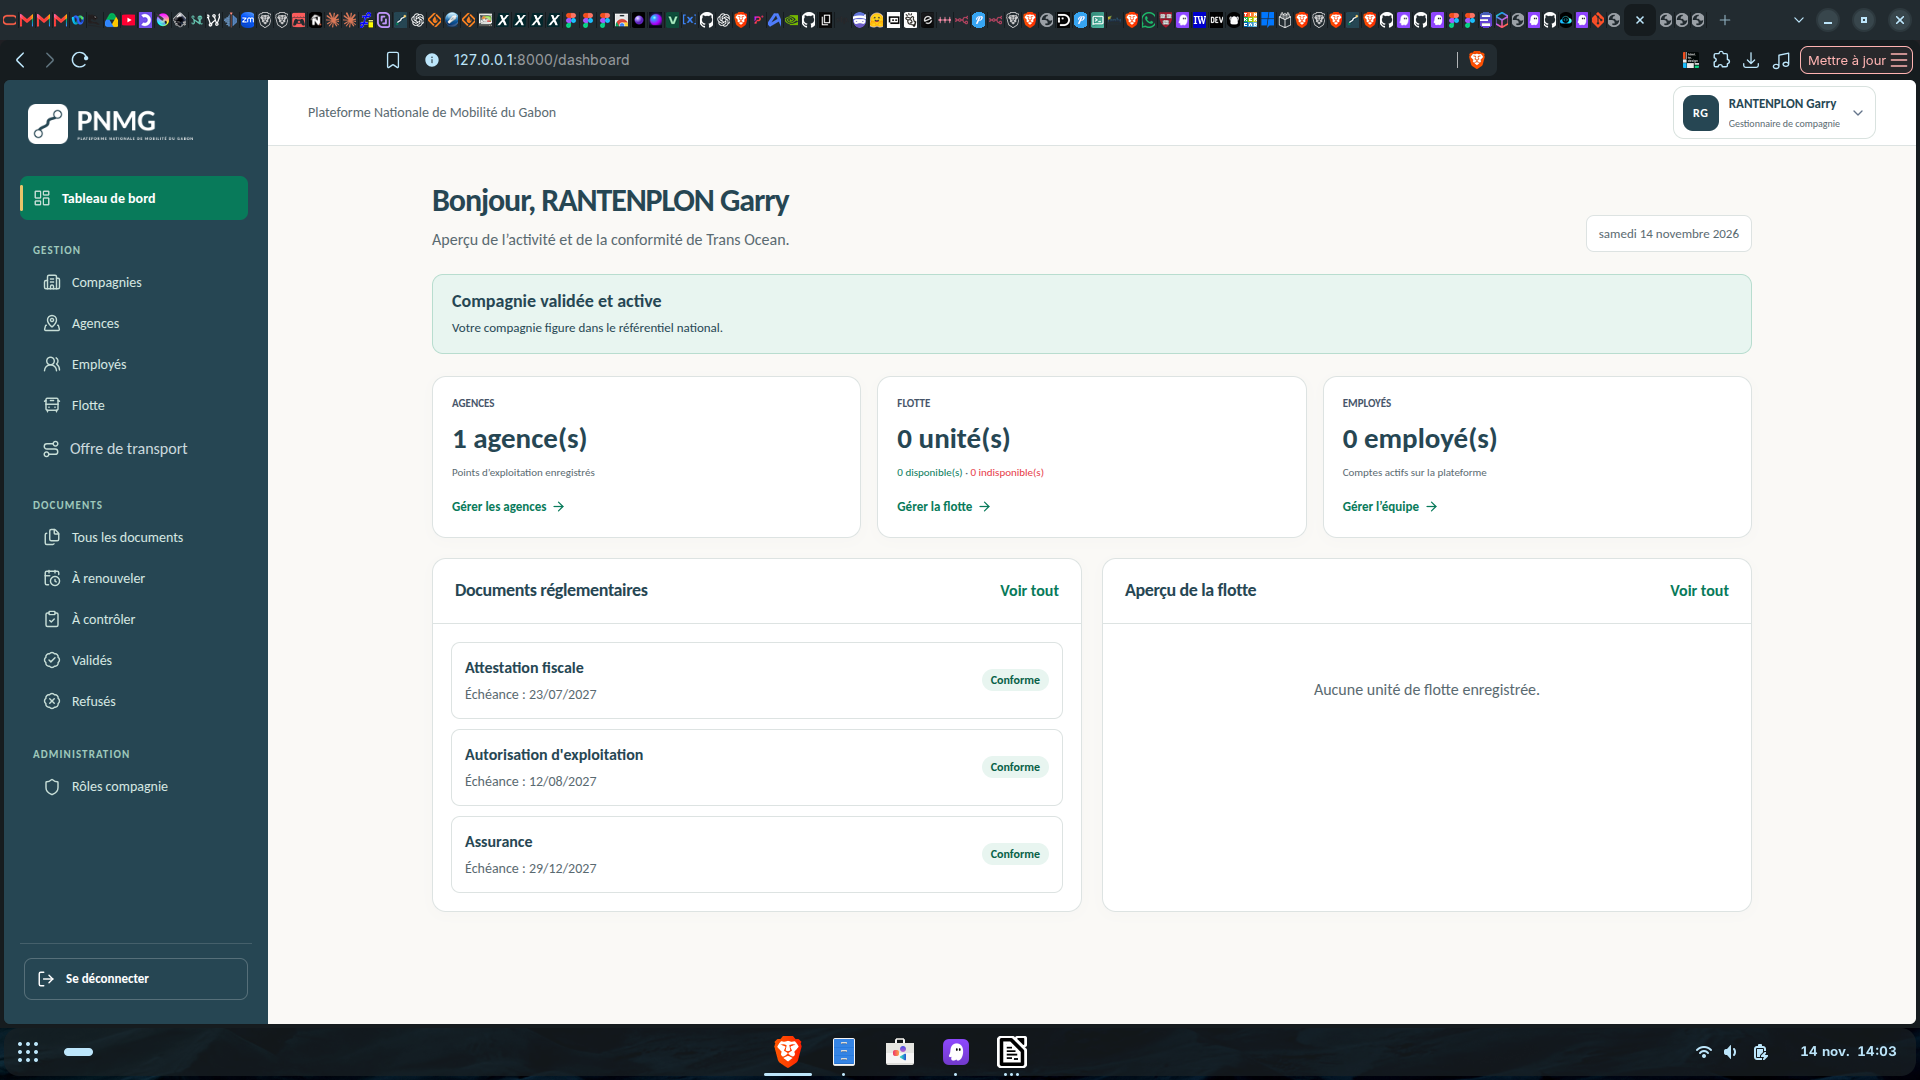 127.0.0.1:8000/dashboard
Mettre à jour
PNMG
PLATEFORME NATIONALE DE MOBILITÉ DU GABON
Plateforme Nationale de Mobilité du Gabon
RG
RANTENPLON Garry
Gestionnaire de compagnie
Tableau de bord
GESTION
Compagnies
Agences
Employés
Flotte
Offre de transport
DOCUMENTS
Tous les documents
À renouveler
À contrôler
Validés
Refusés
ADMINISTRATION
Rôles compagnie
Se déconnecter
Bonjour, RANTENPLON Garry
Aperçu de l’activité et de la conformité de Trans Ocean.
samedi 14 novembre 2026
Compagnie validée et active
Votre compagnie figure dans le référentiel national.
AGENCES
1 agence(s)
Points d’exploitation enregistrés
Gérer les agences
FLOTTE
0 unité(s)
0 disponible(s) · 0 indisponible(s)
Gérer la flotte
EMPLOYÉS
0 employé(s)
Comptes actifs sur la plateforme
Gérer l’équipe
Documents réglementaires
Voir tout
Attestation fiscale
Échéance : 23/07/2027
Conforme
Autorisation d'exploitation
Échéance : 12/08/2027
Conforme
Assurance
Échéance : 29/12/2027
Conforme
Aperçu de la flotte
Voir tout
Aucune unité de flotte enregistrée.
14 nov. 14:03